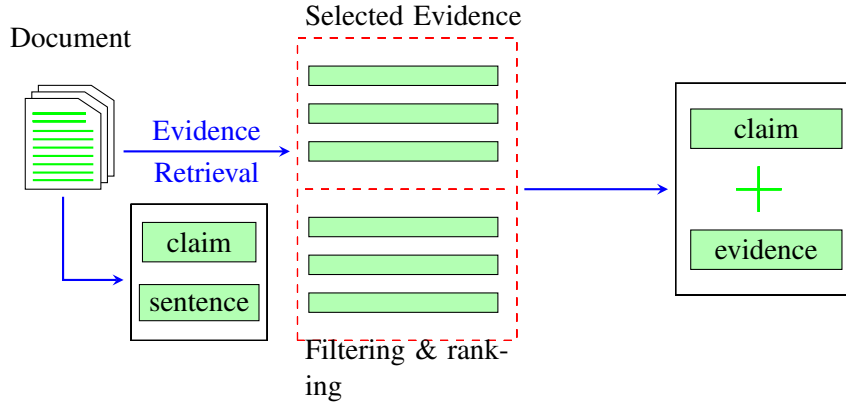 Document
Selected Evidence
Evidence
Retrieval
claim
sentence
Filtering & rank-
ing
claim
evidence